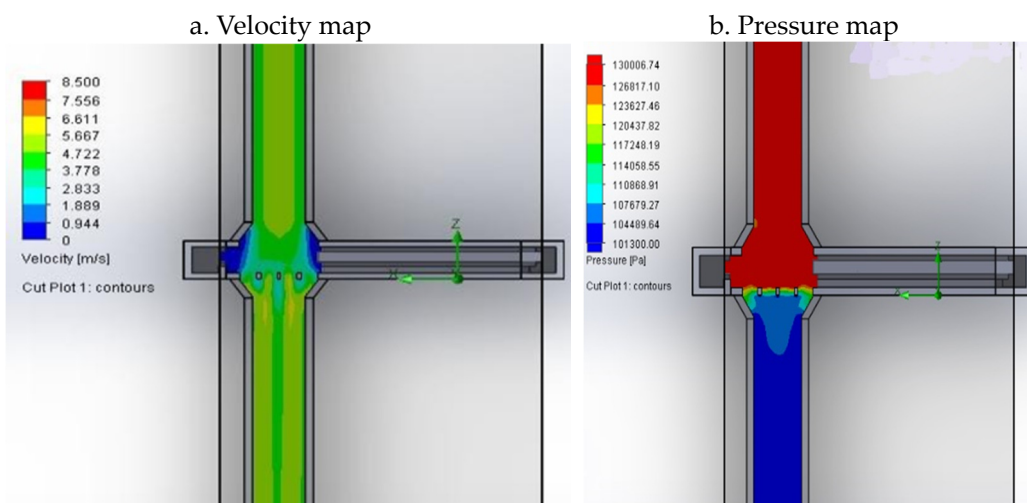 a. Velocity map
b. Pressure map
8.500
7.556
6.611
5.667
4.722
3.778
2.833
1.889
0.944
0
Velocity [m/s]
Cut Plot 1: contours
Z
X
130006.74
126817.10
123627.46
120437.82
117248.19
114058.55
110868.91
107679.27
104489.64
101300.00
Pressure [Pa]
Cut Plot 1: contours